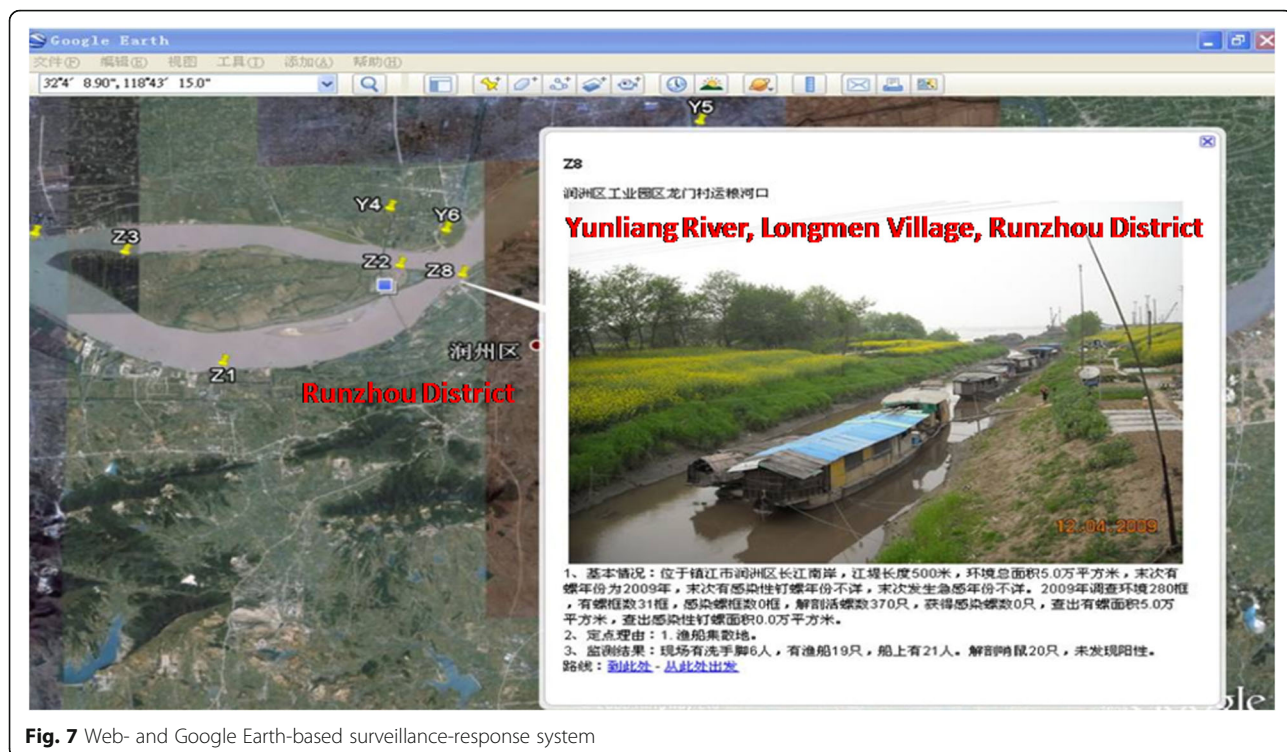 Google Earth
文件(F) 编辑(E) 视图 工具(T) 添加(A) 帮助(H)
32°4′ 8.90″, 118°43′ 15.0″
Y5
Y4
Y6
Z3
Z2
Z8
Z1
润州区
Runzhou District
Z8
润洲区工业园区龙门村运粮河口
Yunliang River, Longmen Village, Runzhou District
12.04.2009
1、基本情况：位于镇江市润洲区长江南岸，江堤长度500米，环境总面积5.0万平方米，末次有
螺年份为2009年，末次有感染性钉螺年份不详，末次发生急感年份不详。2009年调查环境280框
，有螺框数31框，感染螺框数0框，解剖活螺数370只，获得感染螺数0只，查出有螺面积5.0万
平方米，查出感染性钉螺面积0.0万平方米。
2、定点理由：1.渔船集散地。
3、监测结果：现场有洗手脚6人，有渔船19只，船上有21人。解剖哨鼠20只，未发现阳性。
路线：到此处 - 从此处出发
Fig. 7 Web- and Google Earth-based surveillance-response system